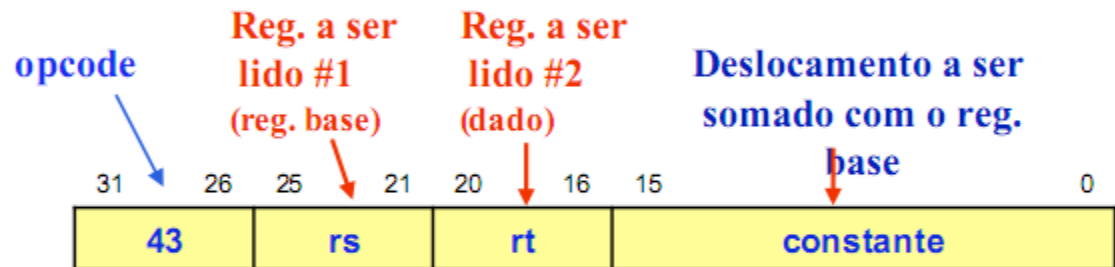 opcode
Reg. a ser
lido #1
(reg. base)
Reg. a ser
lido #2
(dado)
Deslocamento a ser
somado com o reg.
base
31 26 25 21 20 16 15 0
43 rs rt constante